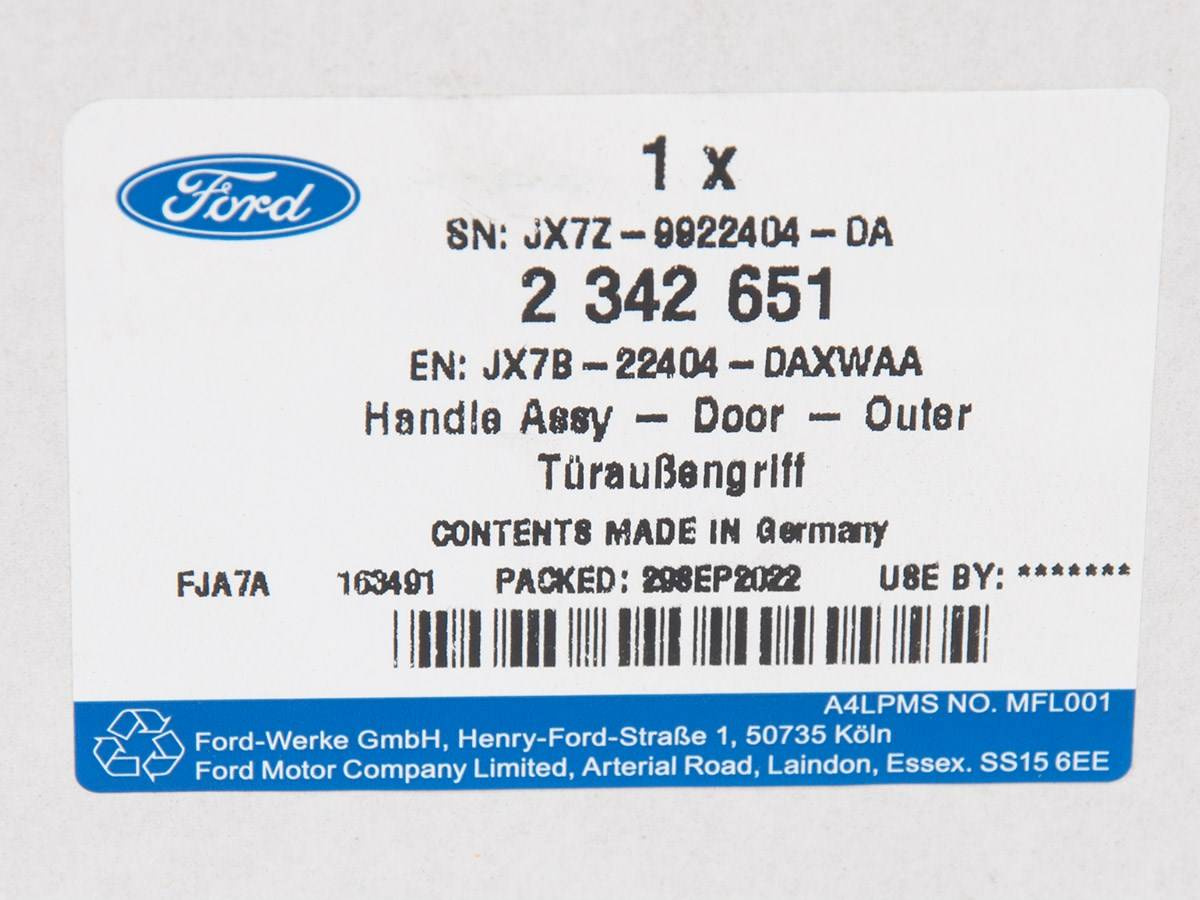 Ford
1 x
SN: JX7Z-9922404-DA
2 342 651
EN: JX7B-22404-DAXWAA
Handle Assy - Door - Outer
Türaußengriff
CONTENTS MADE IN Germany
FJA7A 163491 PACKED: 29SEP2022 USE BY: *******
A4LPMS NO. MFL001
Ford-Werke GmbH, Henry-Ford-Straße 1, 50735 Köln
Ford Motor Company Limited, Arterial Road, Laindon, Essex. SS15 6EE